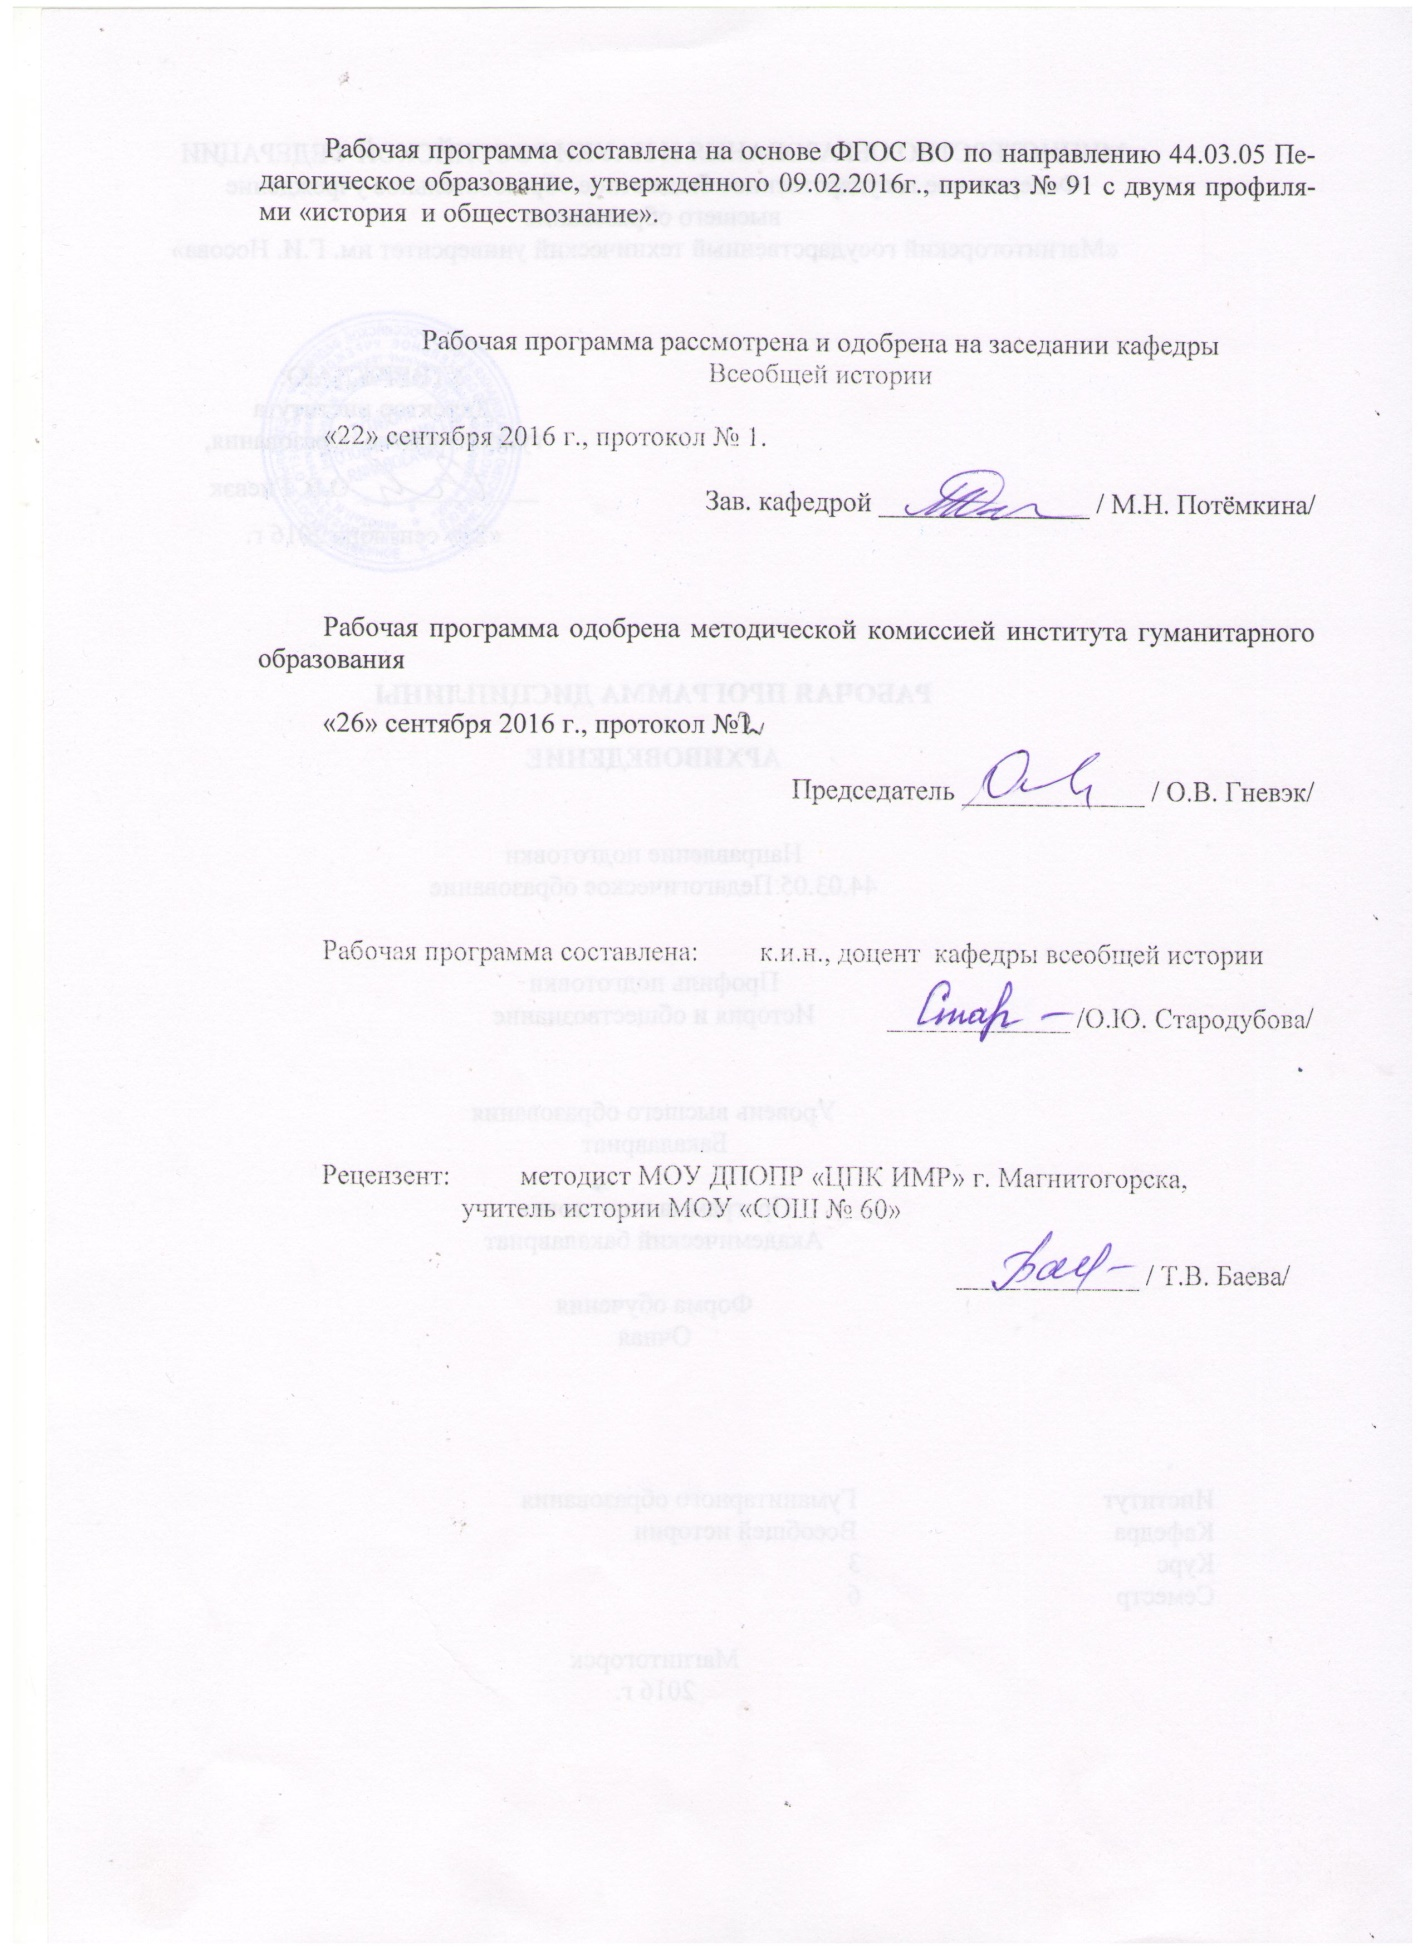 Рабочая программа составлена на основе ФГОС ВО по направлению 44.03.05 Пе-
дагогическое образование, утвержденного 09.02.2016г., приказ № 91 с двумя профиля-
ми «история и обществознание».
Рабочая программа рассмотрена и одобрена на заседании кафедры
Всеобщей истории
«22» сентября 2016 г., протокол № 1.
Зав. кафедрой / М.Н. Потёмкина/
Рабочая программа одобрена методической комиссией института гуманитарного
образования
«26» сентября 2016 г., протокол №
Председатель / О.В. Гневэк/
Рабочая программа составлена: к.и.н., доцент кафедры всеобщей истории
/О.Ю. Стародубова/
Рецензент: методист МОУ ДПОПР «ЦПК ИМР» г. Магнитогорска,
учитель истории МОУ «СОШ № 60»
/ Т.В. Баева/